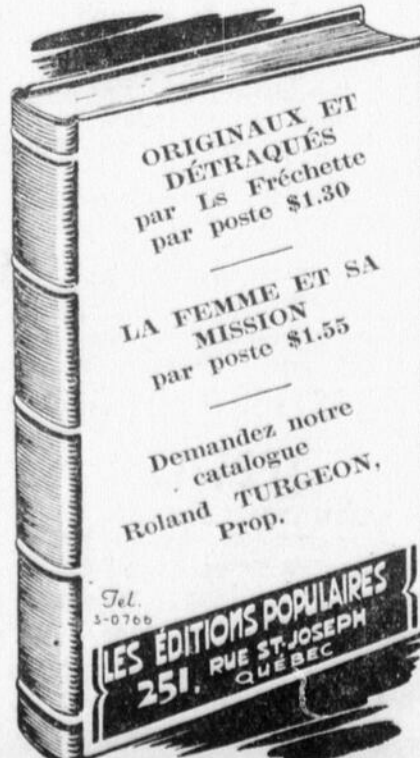 ORIGINAUX ET
DÉTRAQUÉS
par Ls Fréchette
par poste $1.30
LA FEMME ET SA
MISSION
par poste $1.55
Demandez notre
catalogue
Roland TURGEON,
Prop.
Tel.
3-0766
LES ÉDITIONS POPULAIRES
251. RUE ST-JOSEPH
QUÉBEC